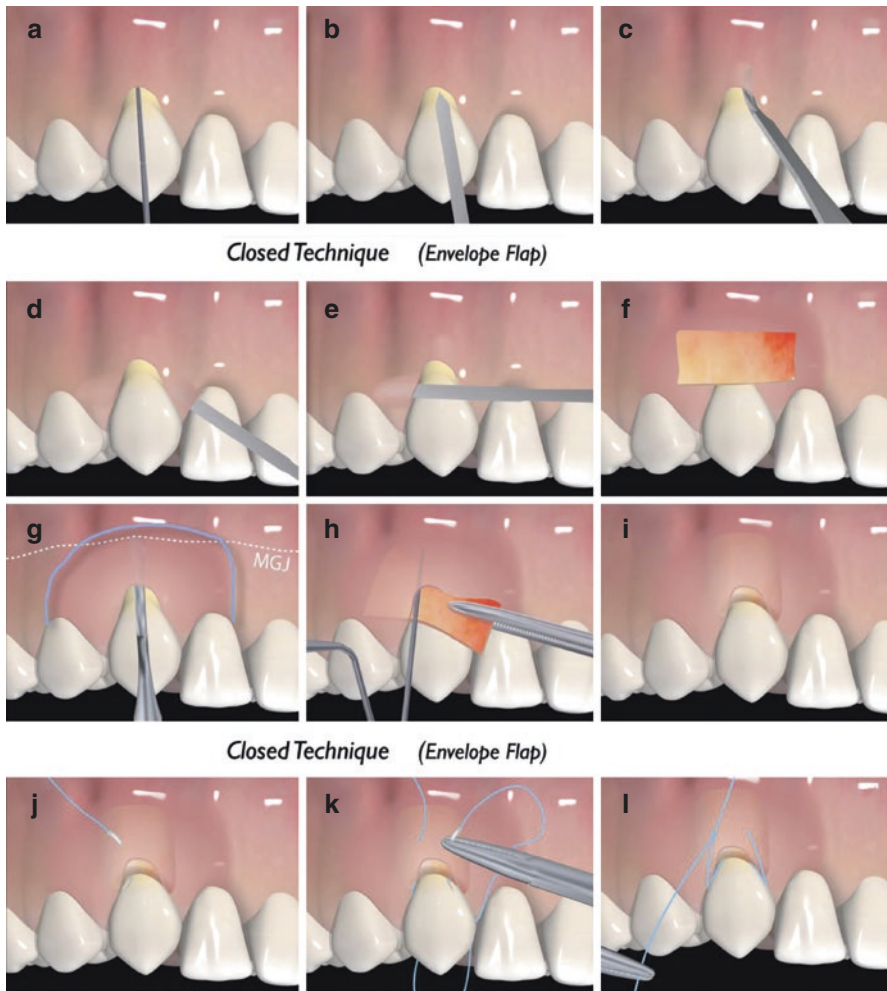 a b c
Closed Technique (Envelope Flap)
d e f
g h i
MGJ
Closed Technique (Envelope Flap)
j k l